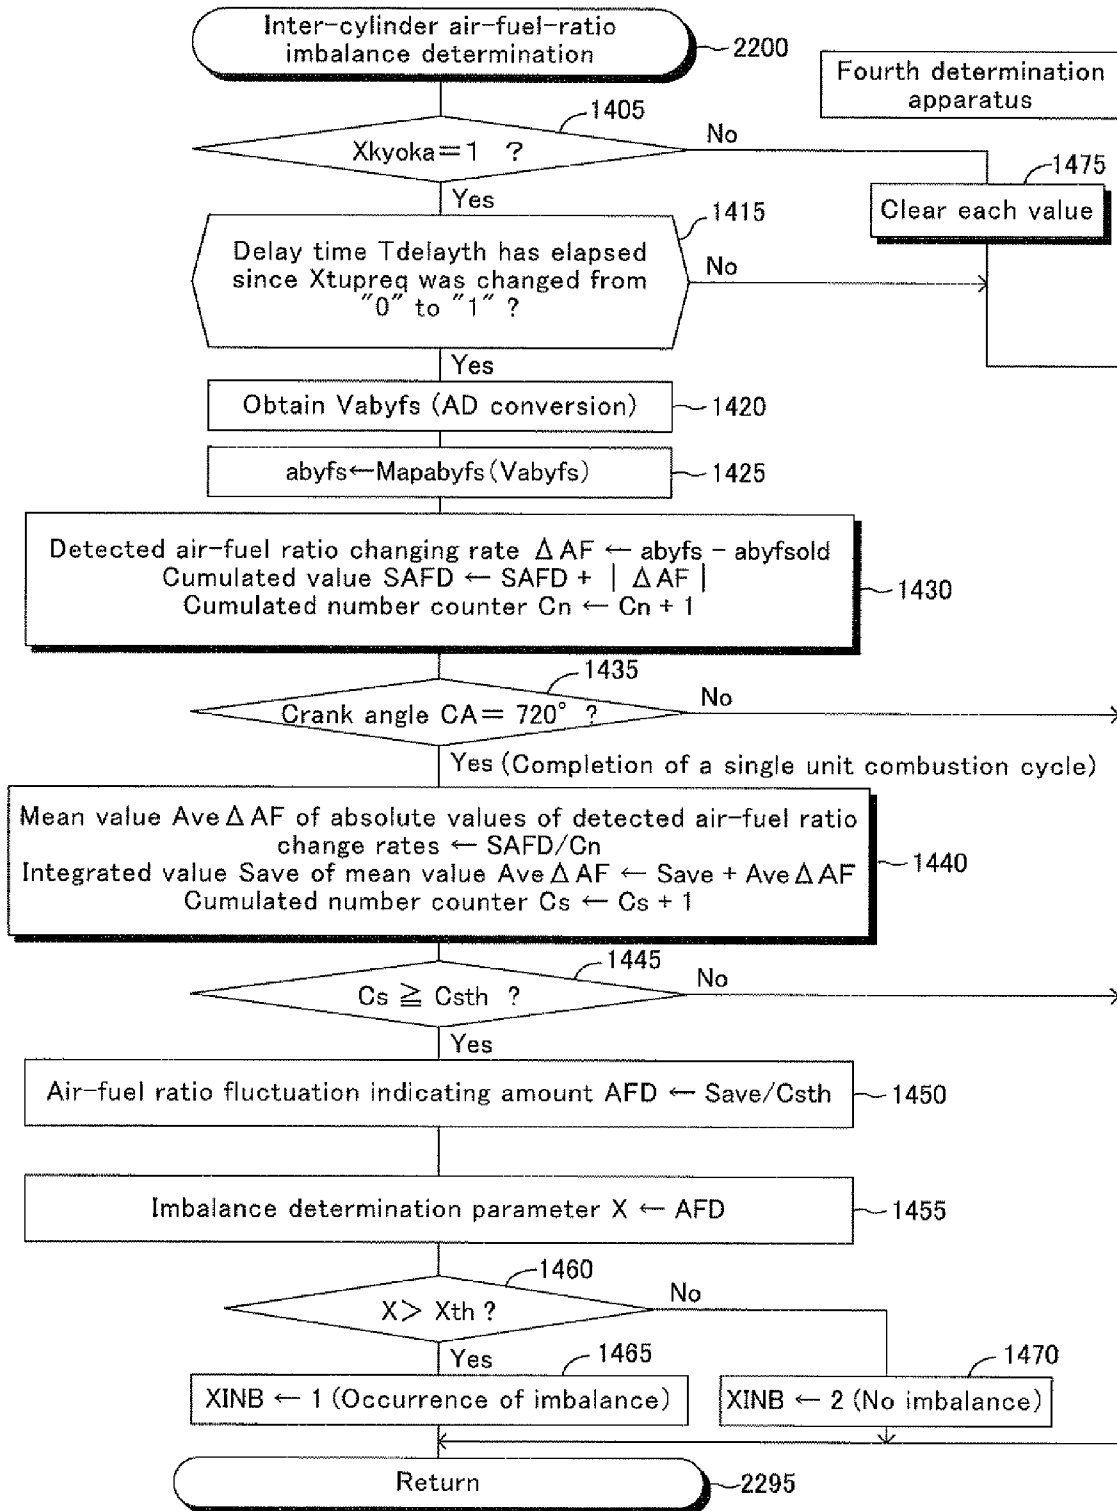 Inter-cylinder air-fuel-ratio
imbalance determination
2200
Fourth determination
apparatus
1405
Xkyoka=1 ?
No
Yes
1475
Clear each value
1415
Delay time Tdelayth has elapsed
since Xtupreq was changed from
"0" to "1" ?
No
Yes
Obtain Vabyfs (AD conversion)
1420
abyfs←Mapabyfs(Vabyfs)
1425
Detected air-fuel ratio changing rate ΔAF ← abyfs - abyfsold
Cumulated value SAFD ← SAFD + | ΔAF |
Cumulated number counter Cn ← Cn + 1
1430
1435
Crank angle CA= 720° ?
No
Yes (Completion of a single unit combustion cycle)
Mean value AveΔAF of absolute values of detected air-fuel ratio
change rates ← SAFD/Cn
Integrated value Save of mean value AveΔAF ← Save + AveΔAF
Cumulated number counter Cs ← Cs + 1
1440
1445
Cs ≧ Csth ?
No
Yes
Air-fuel ratio fluctuation indicating amount AFD ← Save/Csth
1450
Imbalance determination parameter X ← AFD
1455
1460
X> Xth ?
No
Yes
1465
XINB ← 1 (Occurrence of imbalance)
1470
XINB ← 2 (No imbalance)
Return
2295